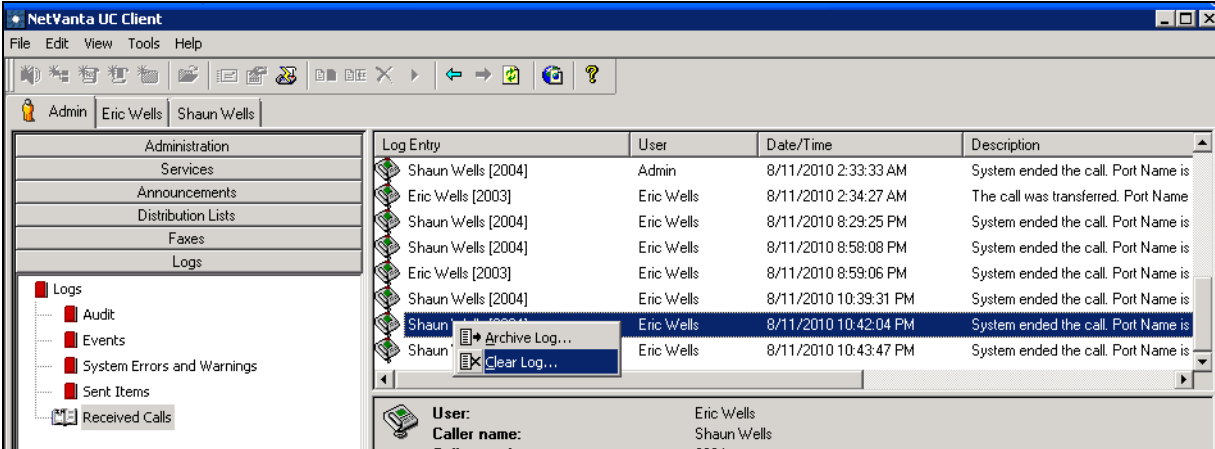 NetVanta UC Client
File Edit View Tools Help
Admin Eric Wells Shaun Wells
Administration
Services
Announcements
Distribution Lists
Faxes
Logs
Logs
Audit
Events
System Errors and Warnings
Sent Items
Received Calls
Log Entry User Date/Time Description
Shaun Wells [2004] Admin 8/11/2010 2:33:33 AM System ended the call. Port Name is
Eric Wells [2003] Eric Wells 8/11/2010 2:34:27 AM The call was transferred. Port Name
Shaun Wells [2004] Eric Wells 8/11/2010 8:29:25 PM System ended the call. Port Name is
Shaun Wells [2004] Eric Wells 8/11/2010 8:58:08 PM System ended the call. Port Name is
Eric Wells [2003] Eric Wells 8/11/2010 8:59:06 PM System ended the call. Port Name is
Shaun Wells [2004] Eric Wells 8/11/2010 10:39:31 PM System ended the call. Port Name is
Shaun Eric Wells 8/11/2010 10:42:04 PM System ended the call. Port Name is
Shaun Eric Wells 8/11/2010 10:43:47 PM System ended the call. Port Name is
Archive Log...
Clear Log...
User: Eric Wells
Caller name: Shaun Wells